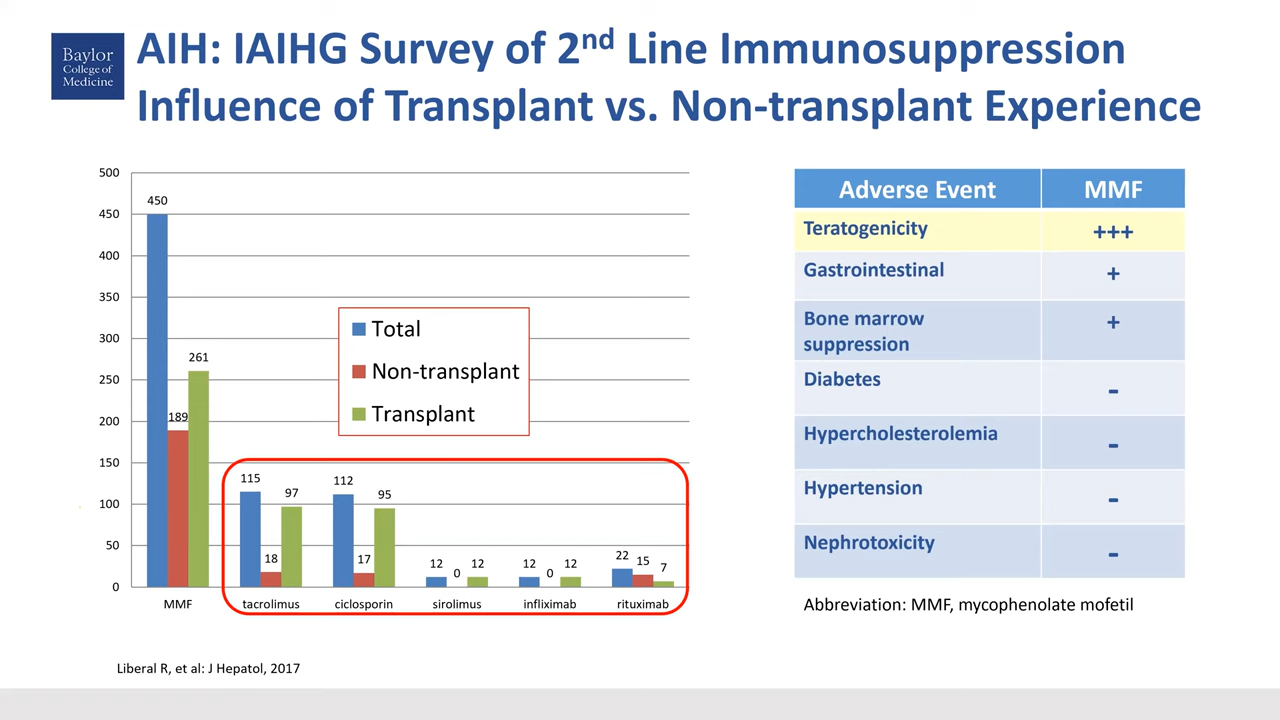 Baylor
College of
Medicine
AIH: IAIHG Survey of 2nd Line Immunosuppression
Influence of Transplant vs. Non-transplant Experience
500
450
400
350
300
250
200
150
100
50
0
450
189
261
115
18
97
112
17
95
12
0
12
12
0
12
22
15
7
MMF
tacrolimus
ciclosporin
sirolimus
infliximab
rituximab
Total
Non-transplant
Transplant
Adverse Event MMF
Teratogenicity +++
Gastrointestinal +
Bone marrow +
suppression
Diabetes -
Hypercholesterolemia -
Hypertension -
Nephrotoxicity -
Abbreviation: MMF, mycophenolate mofetil
Liberal R, et al: J Hepatol, 2017